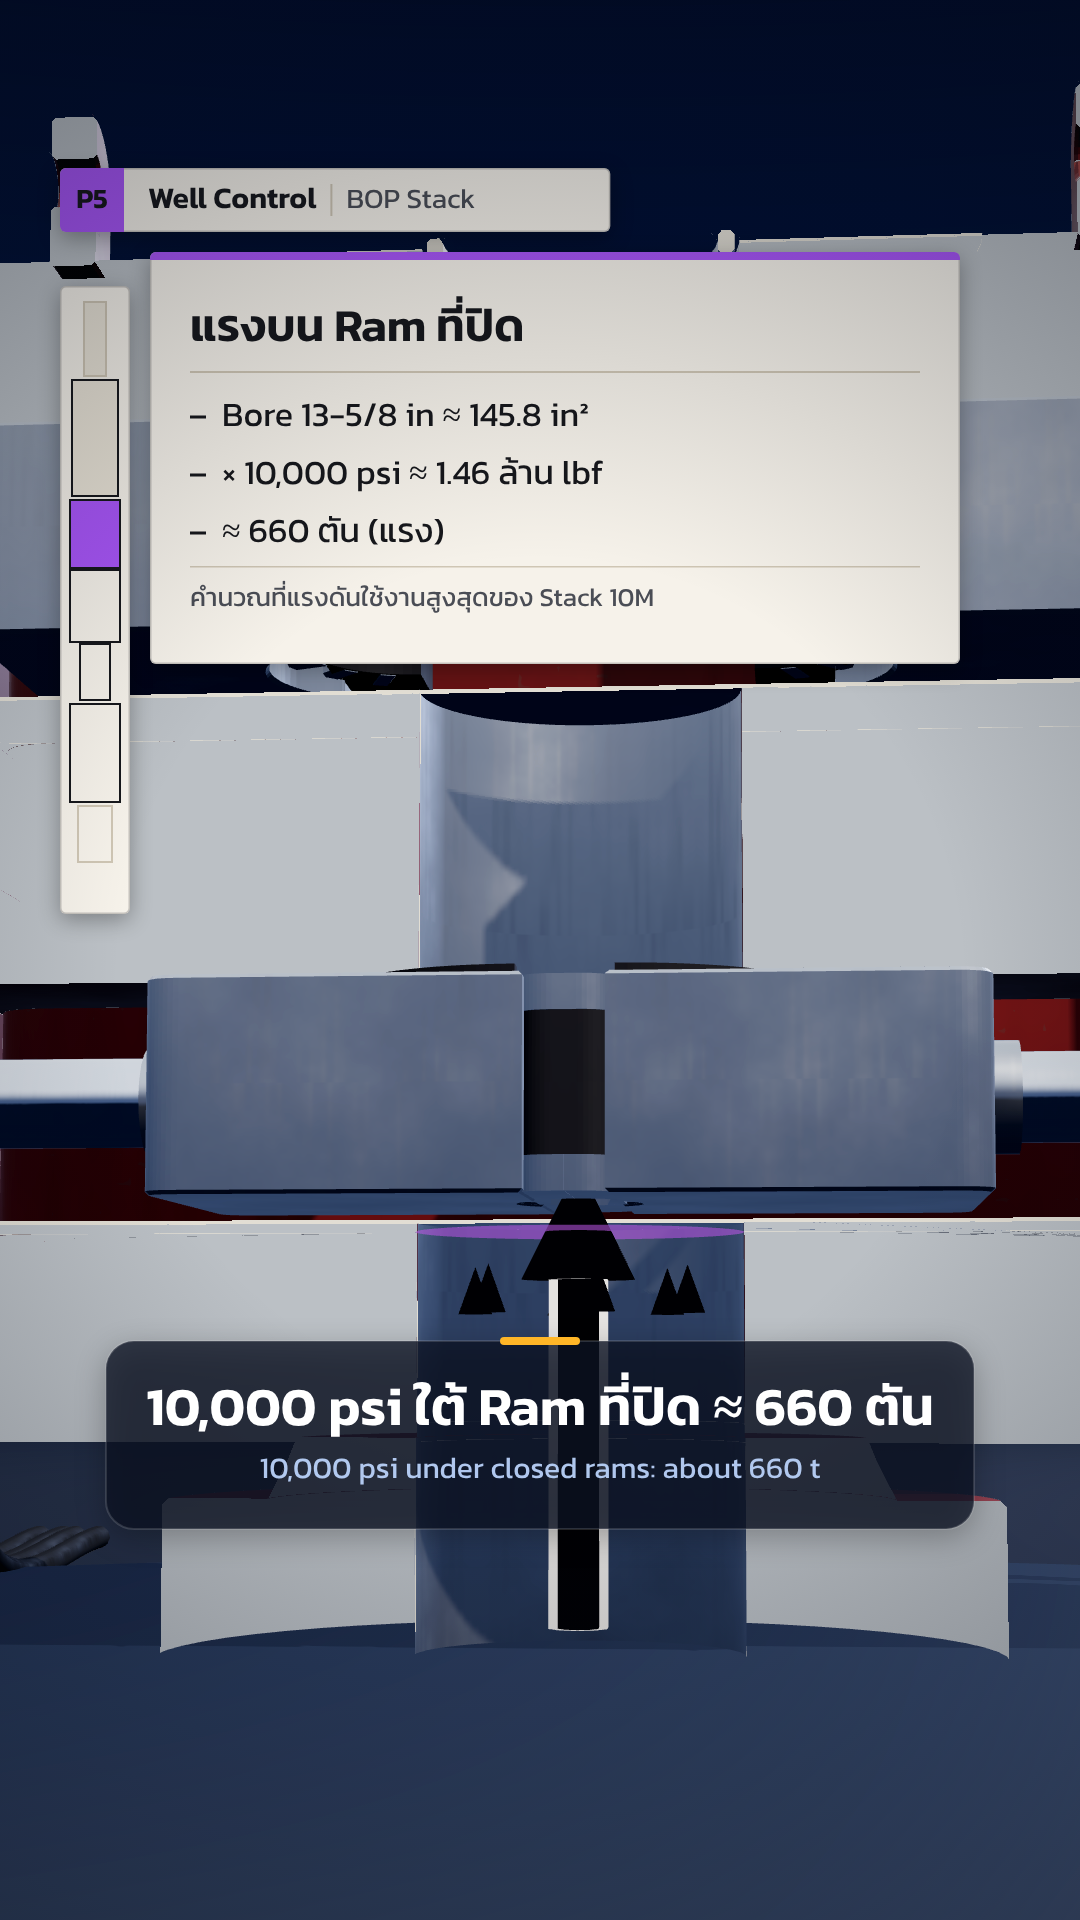 P5 Well Control | BOP Stack
แรงบน Ram ที่ปิด
– Bore 13-5/8 in ≈ 145.8 in²
– × 10,000 psi ≈ 1.46 ล้าน lbf
– ≈ 660 ตัน (แรง)
คำนวณที่แรงดันใช้งานสูงสุดของ Stack 10M
10,000 psi ใต้ Ram ที่ปิด ≈ 660 ตัน
10,000 psi under closed rams: about 660 t